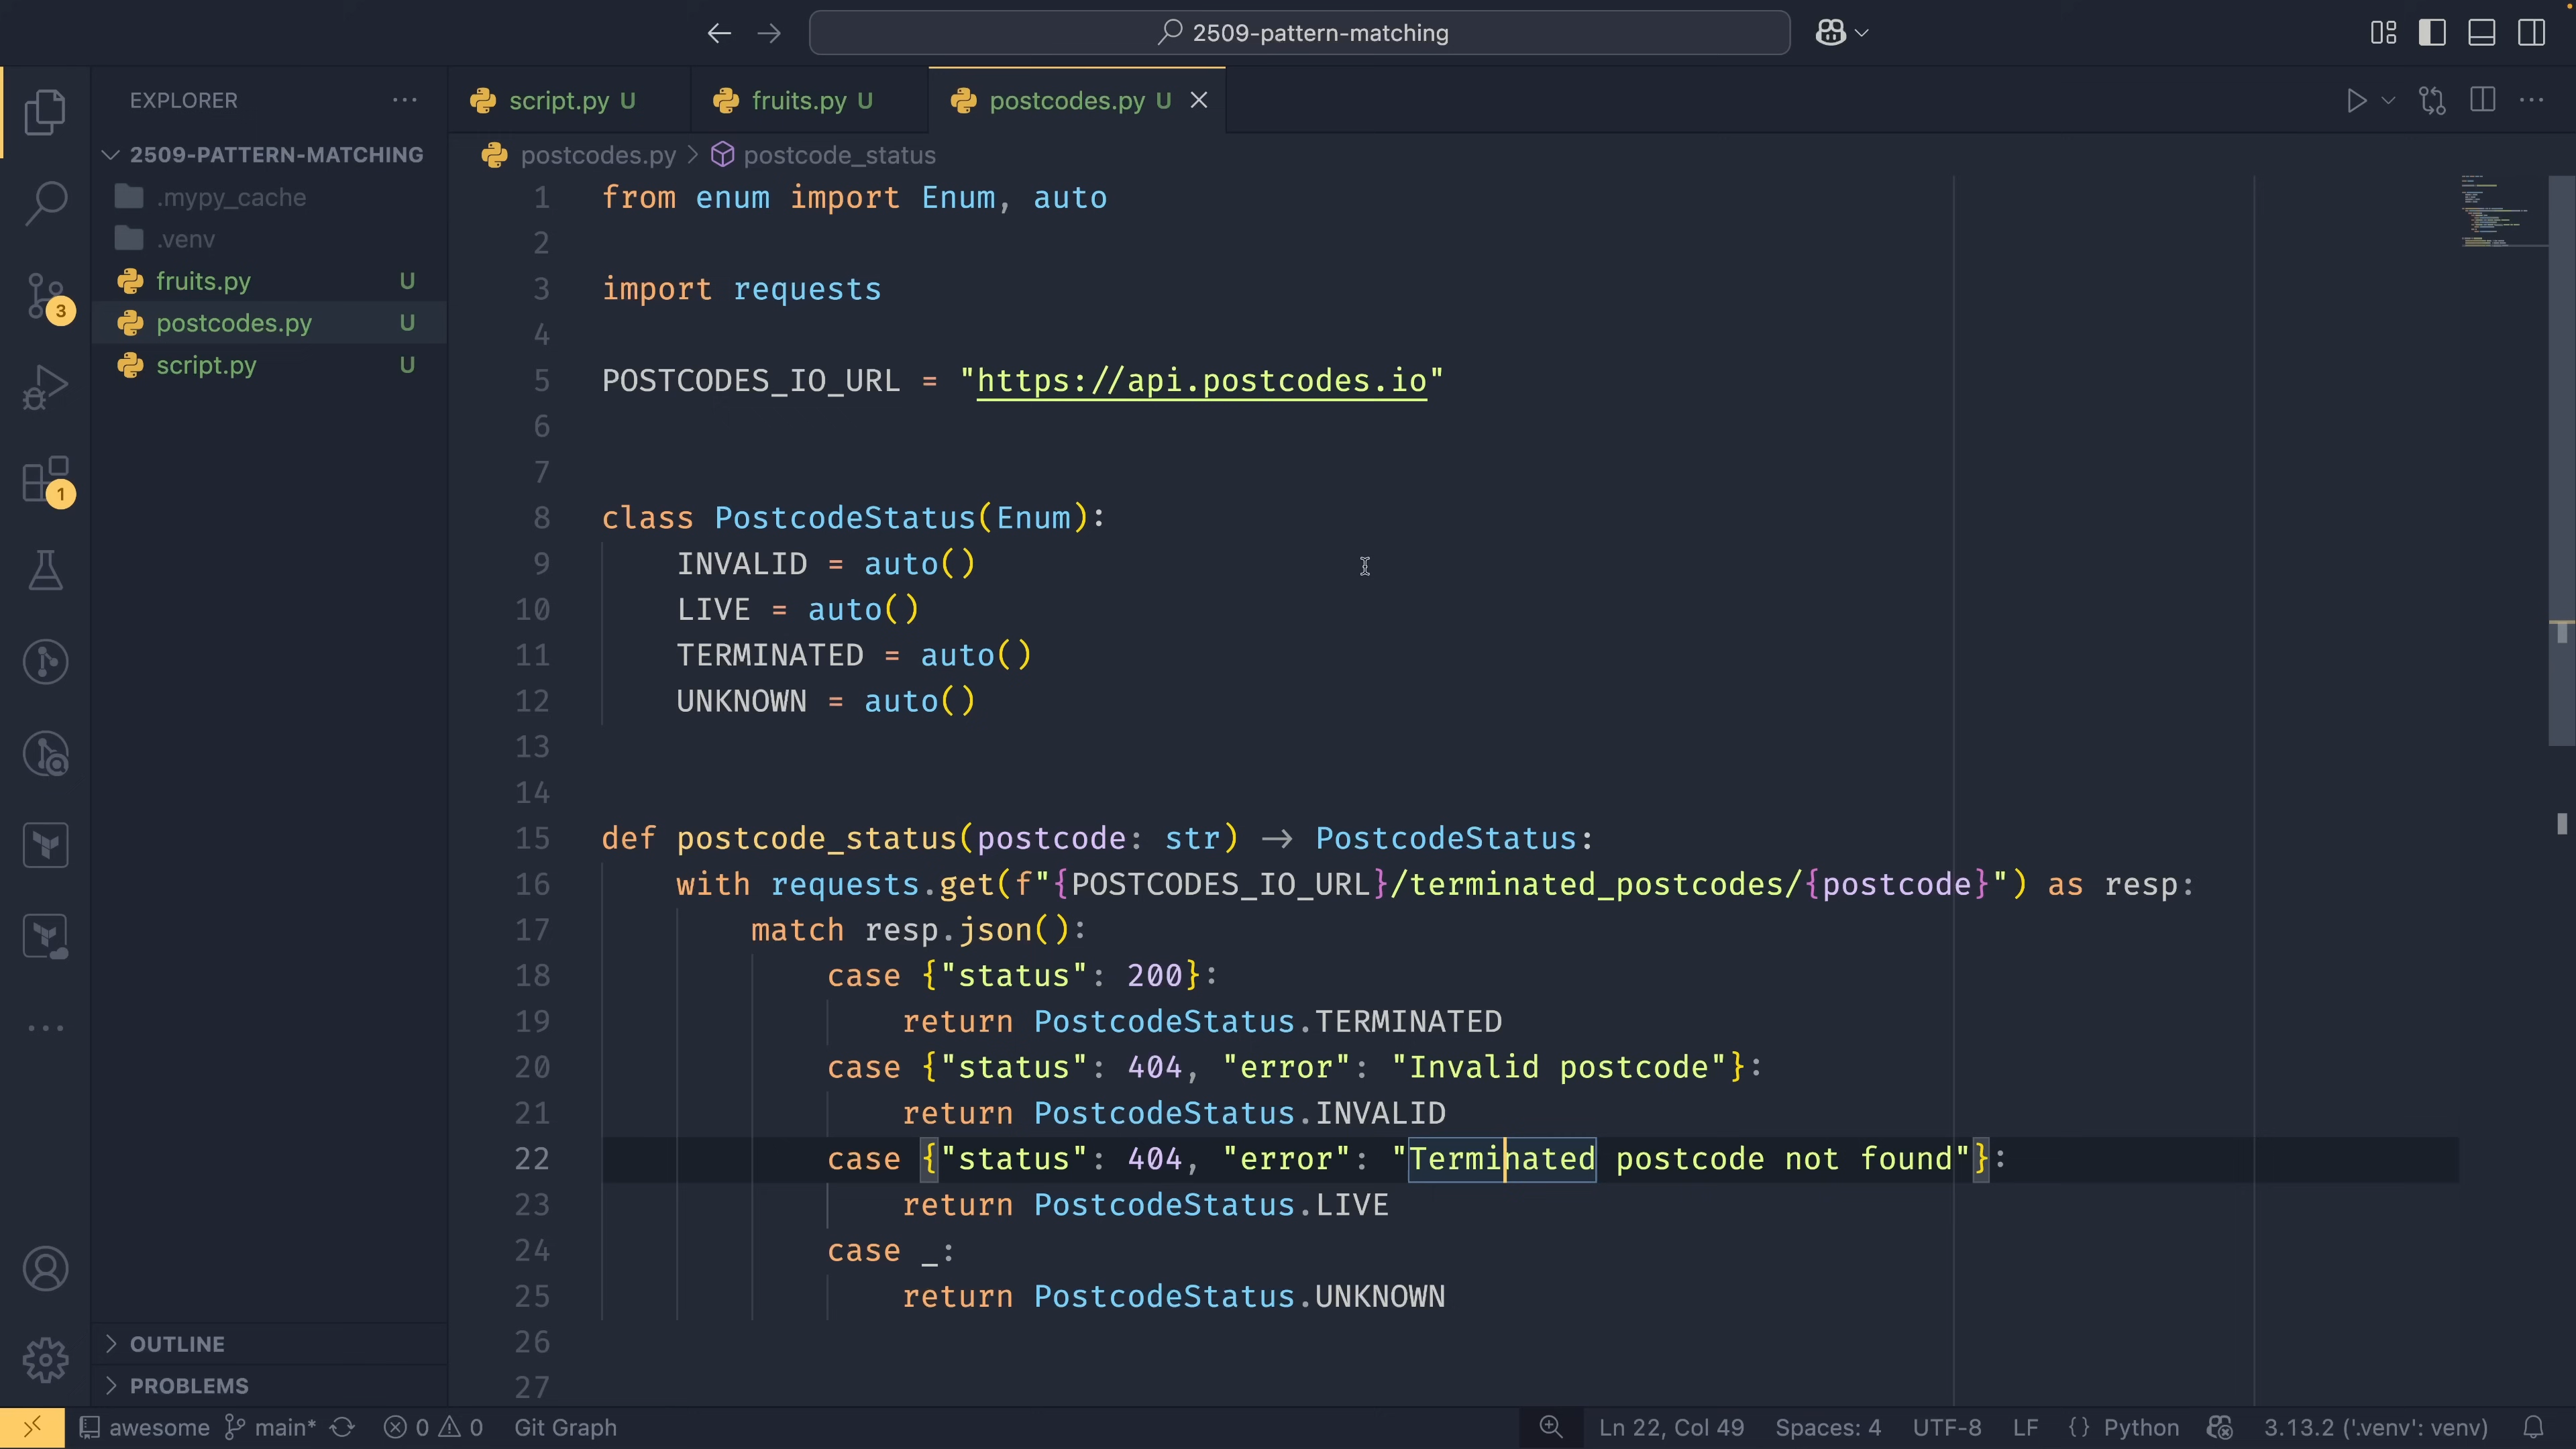 2509-pattern-matching
EXPLORER
script.py U
fruits.py U
postcodes.py U
2509-PATTERN-MATCHING
.mypy_cache
.venv
fruits.py U
postcodes.py U
script.py U
3
1
OUTLINE
PROBLEMS
postcodes.py > postcode_status
1 from enum import Enum, auto
2
3 import requests
4
5 POSTCODES_IO_URL = "https://api.postcodes.io"
6
7
8 class PostcodeStatus(Enum):
9 INVALID = auto()
10 LIVE = auto()
11 TERMINATED = auto()
12 UNKNOWN = auto()
13
14
15 def postcode_status(postcode: str) → PostcodeStatus:
16 with requests.get(f"{POSTCODES_IO_URL}/terminated_postcodes/{postcode}") as resp:
17 match resp.json():
18 case {"status": 200}:
19 return PostcodeStatus.TERMINATED
20 case {"status": 404, "error": "Invalid postcode"}:
21 return PostcodeStatus.INVALID
22 case {"status": 404, "error": "Terminated postcode not found"}:
23 return PostcodeStatus.LIVE
24 case _:
25 return PostcodeStatus.UNKNOWN
26
27
awesome main* 0 0 Git Graph Ln 22, Col 49 Spaces: 4 UTF-8 LF {} Python 3.13.2 ('.venv': venv)